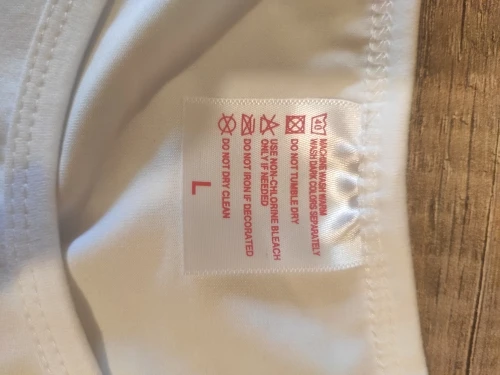 40
MACHINE WASH WARM
WASH DARK COLORS SEPARATELY
DO NOT TUMBLE DRY
USE NON-CHLORINE BLEACH
ONLY IF NEEDED
DO NOT IRON IF DECORATED
DO NOT DRY CLEAN
L